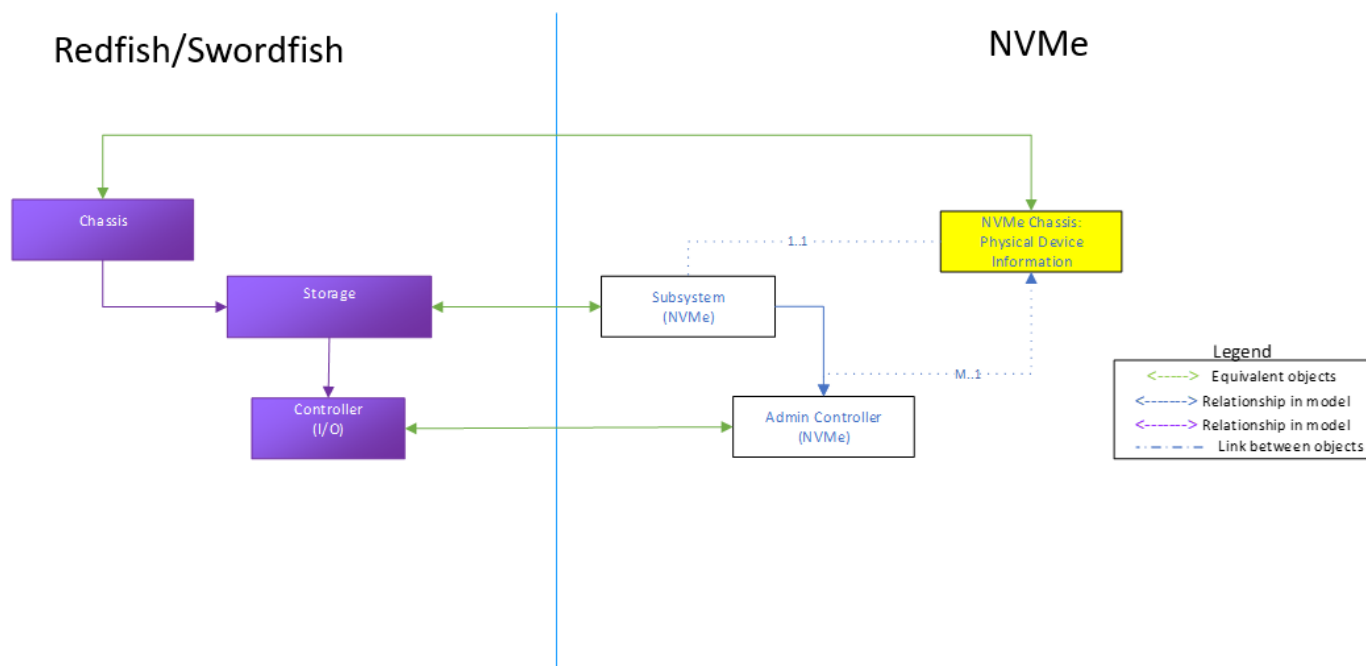 Redfish/Swordfish
NVMe
Chassis
NVMe Chassis:
Physical Device
Information
1..1
Storage
Subsystem
(NVMe)
M..1
Controller
(I/O)
Admin Controller
(NVMe)
Legend
Equivalent objects
Relationship in model
Relationship in model
Link between objects